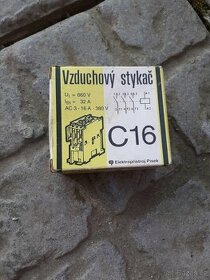 Vzduchový stykač
Ui = 660 V
Ith = 32 A
AC 3 - 16 A - 380 V
C16
Elektropřístroj Písek